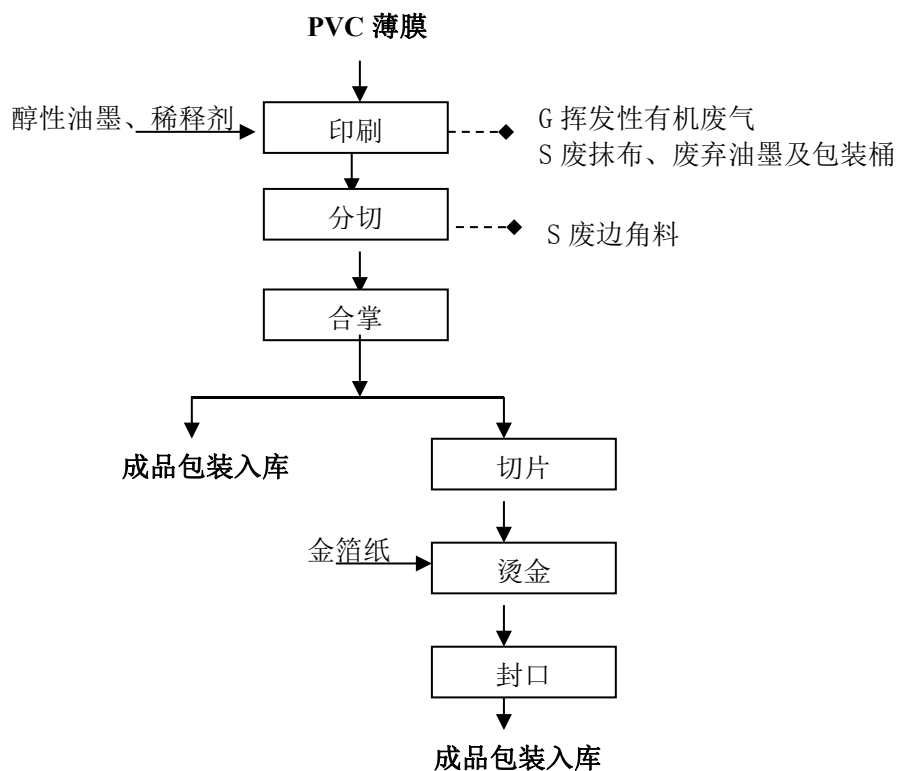 PVC 薄膜
醇性油墨、稀释剂
印刷
G 挥发性有机废气
S 废抹布、废弃油墨及包装桶
分切
S 废边角料
合掌
成品包装入库
切片
金箔纸
烫金
封口
成品包装入库